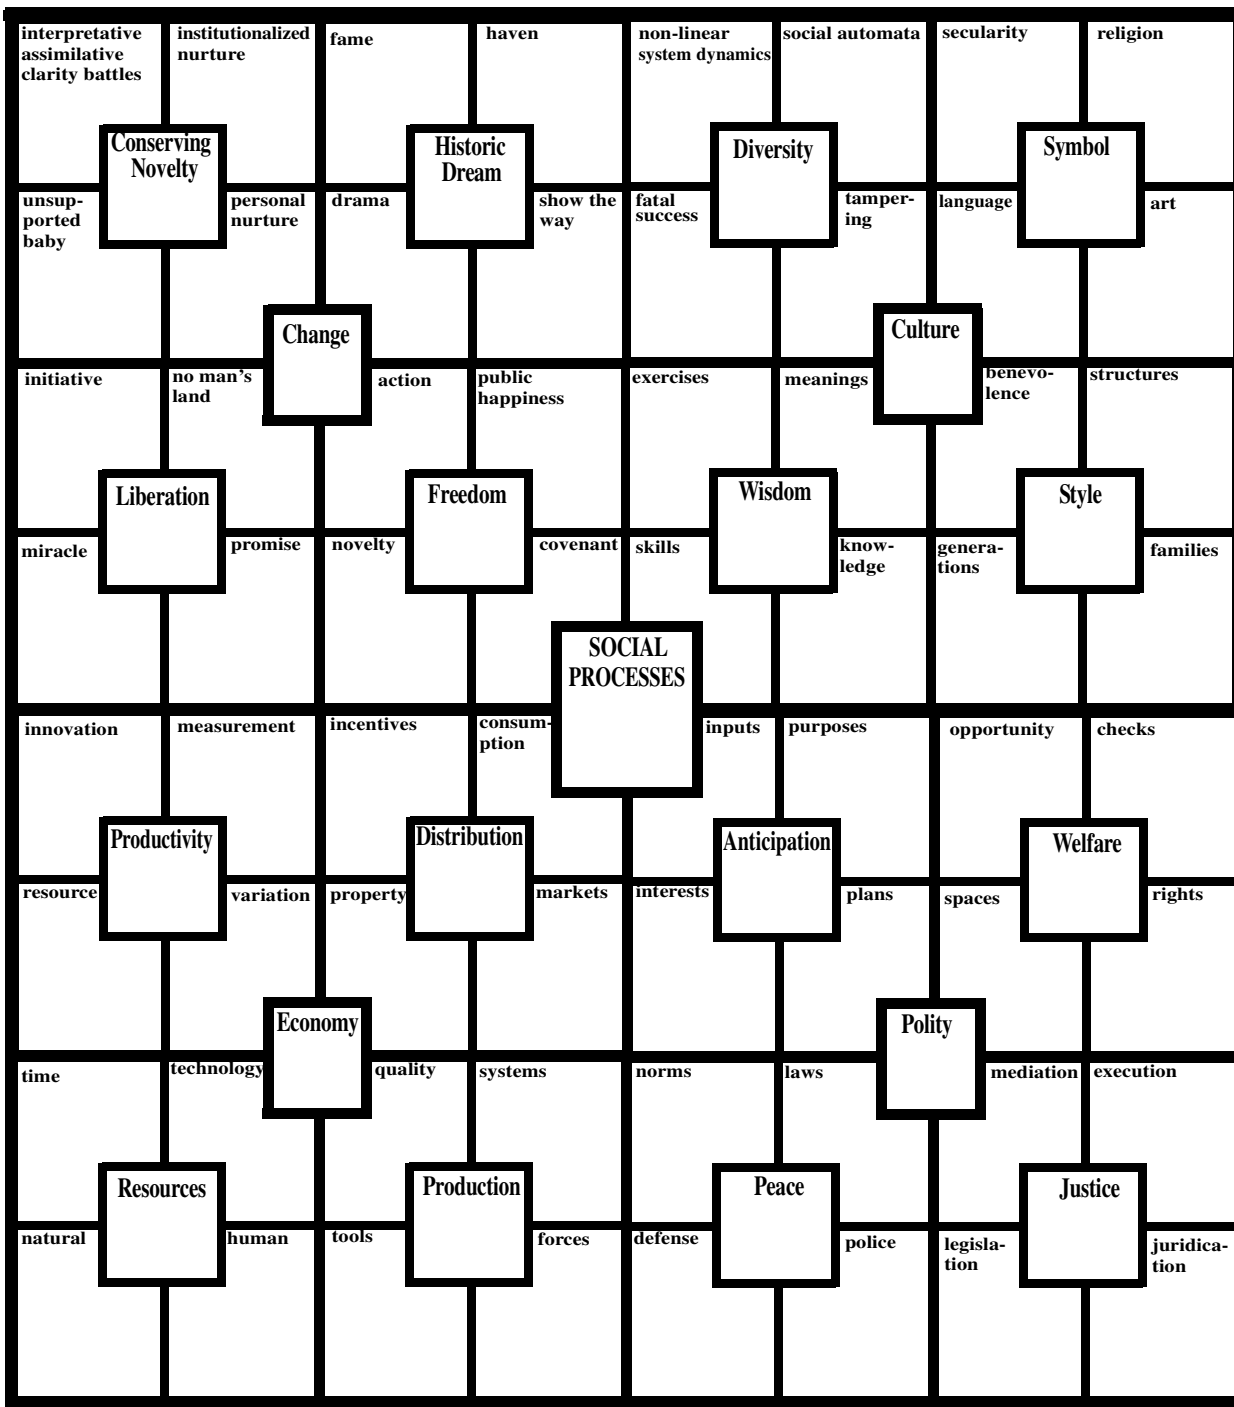 interpretative
assimilative
clarity battles
institutionalized
nurture
fame
haven
non-linear
system dynamics
social automata
secularity
religion
Conserving
Novelty
Historic
Dream
Diversity
Symbol
unsup-
ported
baby
personal
nurture
drama
show the
way
fatal
success
tamper-
ing
language
art
Change
Culture
initiative
no man's
land
action
public
happiness
exercises
meanings
benevo-
lence
structures
Liberation
Freedom
Wisdom
Style
miracle
promise
novelty
covenant
skills
know-
ledge
genera-
tions
families
SOCIAL
PROCESSES
innovation
measurement
incentives
consum-
ption
inputs
purposes
opportunity
checks
Productivity
Distribution
Anticipation
Welfare
resource
variation
property
markets
interests
plans
spaces
rights
Economy
Polity
time
technology
quality
systems
norms
laws
mediation
execution
Resources
Production
Peace
Justice
natural
human
tools
forces
defense
police
legisla-
tion
juridica-
tion